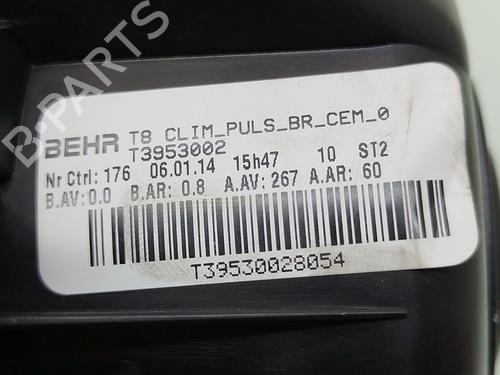 BEHR T8 CLIM_PULS_BR_CEM_0
T3953002
Nr Ctrl: 176 06.01.14 15h47 10 ST2
B.AV: 0.0 B.AR: 0.8 A.AV: 267 A.AR: 60
T39530028054